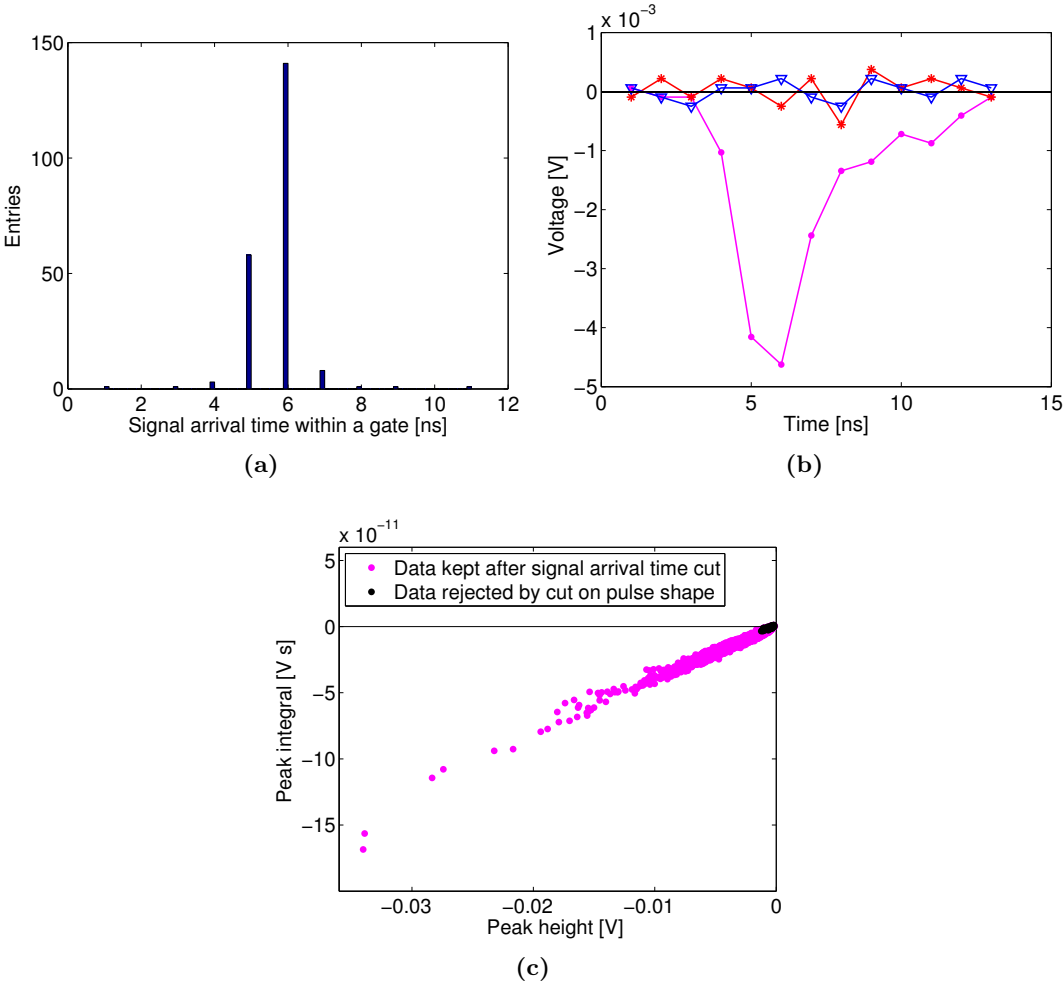 150
100
50
0
Entries
0 2 4 6 8 10 12
Signal arrival time within a gate [ns]
(a)
x 10⁻³
1
0
−1
−2
−3
−4
−5
Voltage [V]
0 5 10 15
Time [ns]
(b)
x 10⁻¹¹
5
0
−5
−10
−15
Peak integral [V s]
Data kept after signal arrival time cut
Data rejected by cut on pulse shape
−0.03 −0.02 −0.01 0
Peak height [V]
(c)